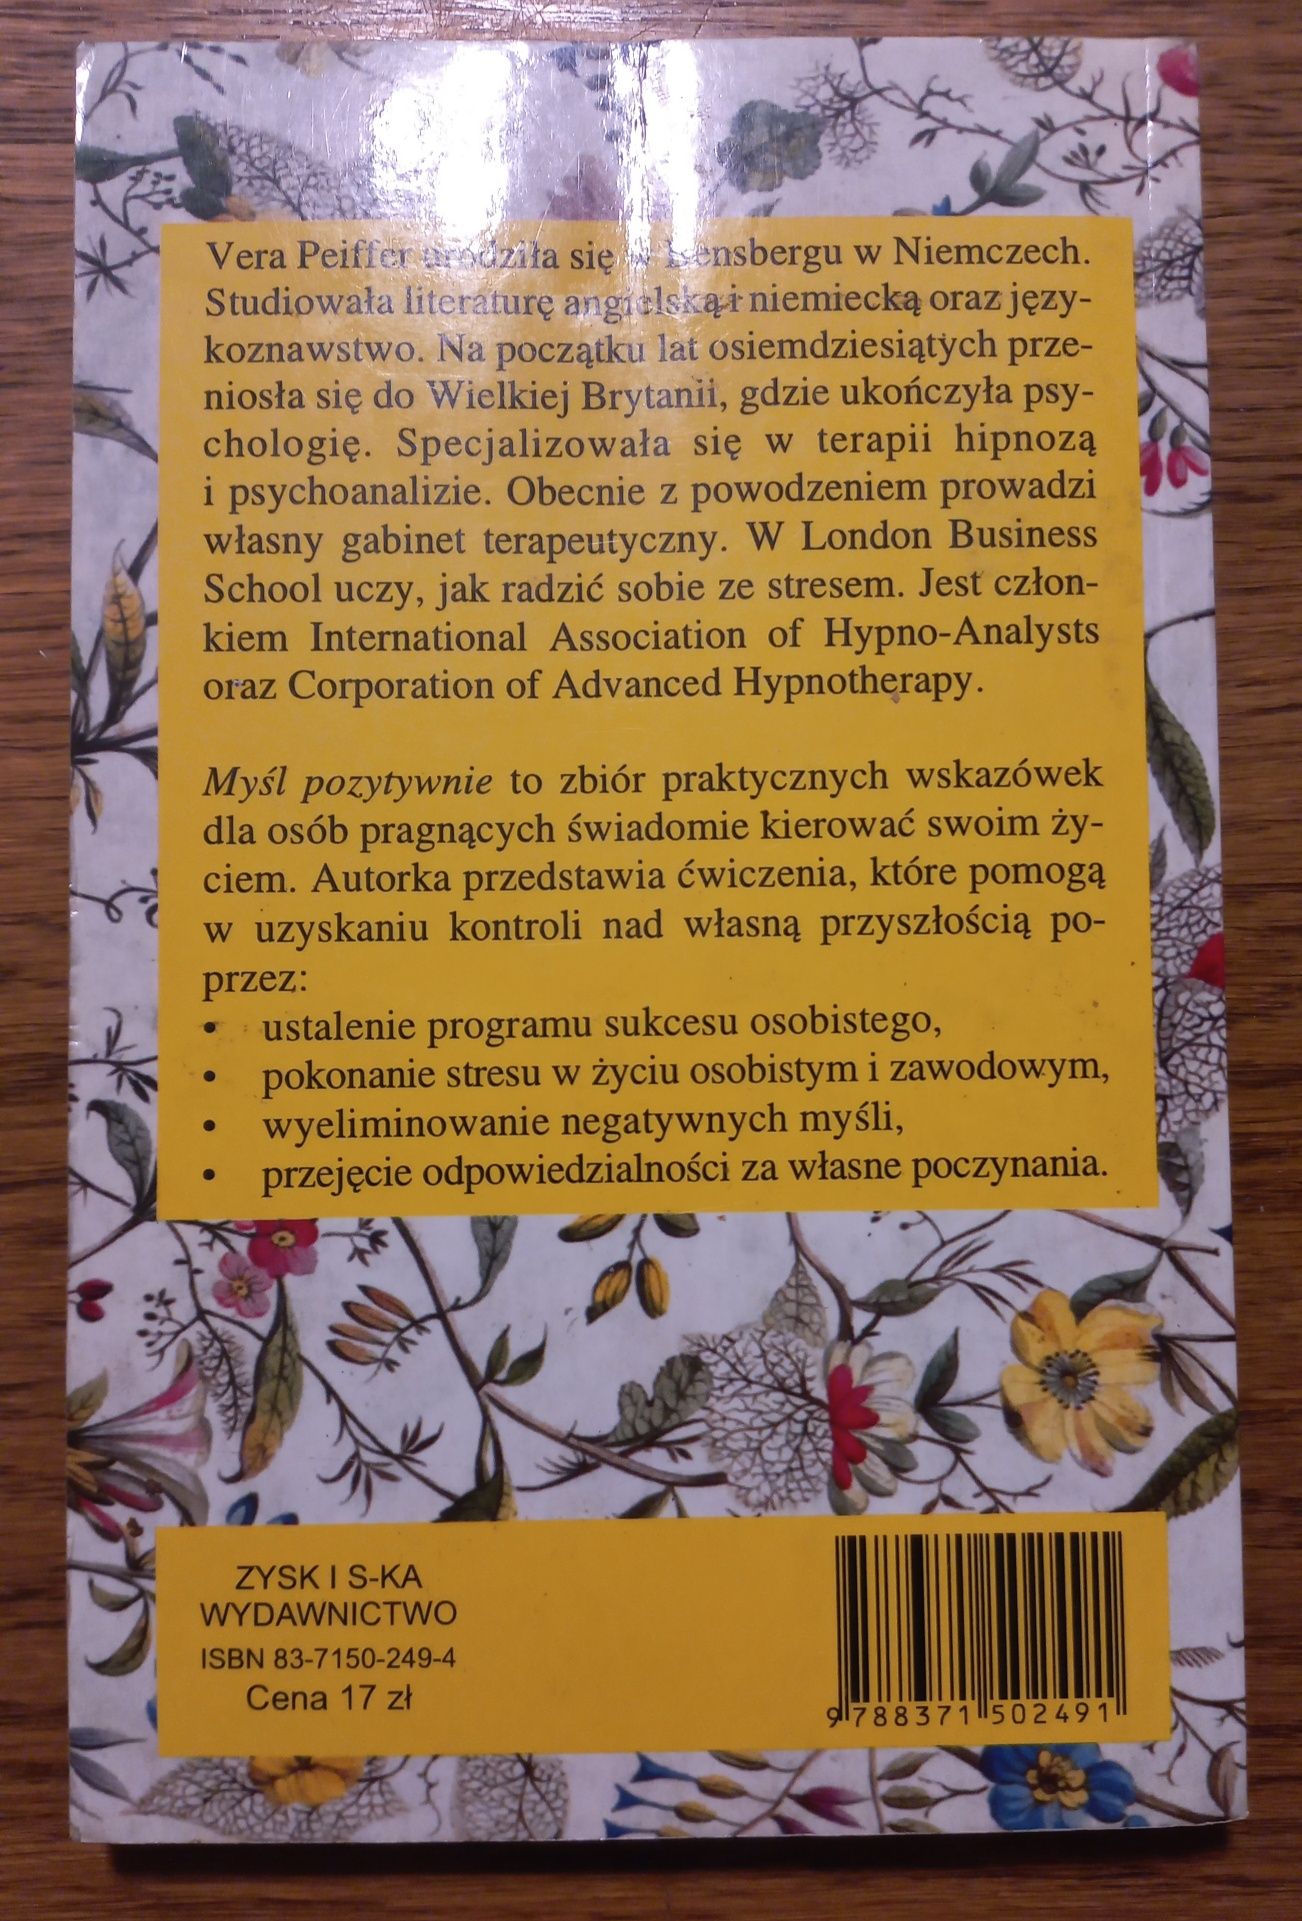 Vera Peiffer urodziła się w Bensbergu w Niemczech.
Studiowała literaturę angielską i niemiecką oraz języ-
koznawstwo. Na początku lat osiemdziesiątych prze-
niosła się do Wielkiej Brytanii, gdzie ukończyła psy-
chologię. Specjalizowała się w terapii hipnozą
i psychoanalizie. Obecnie z powodzeniem prowadzi
własny gabinet terapeutyczny. W London Business
School uczy, jak radzić sobie ze stresem. Jest człon-
kiem International Association of Hypno-Analysts
oraz Corporation of Advanced Hypnotherapy.
Myśl pozytywnie to zbiór praktycznych wskazówek
dla osób pragnących świadomie kierować swoim ży-
ciem. Autorka przedstawia ćwiczenia, które pomogą
w uzyskaniu kontroli nad własną przyszłością po-
przez:
• ustalenie programu sukcesu osobistego,
• pokonanie stresu w życiu osobistym i zawodowym,
• wyeliminowanie negatywnych myśli,
• przejęcie odpowiedzialności za własne poczynania.
ZYSK I S-KA
WYDAWNICTWO
ISBN 83-7150-249-4
Cena 17 zł
9 788371 502491